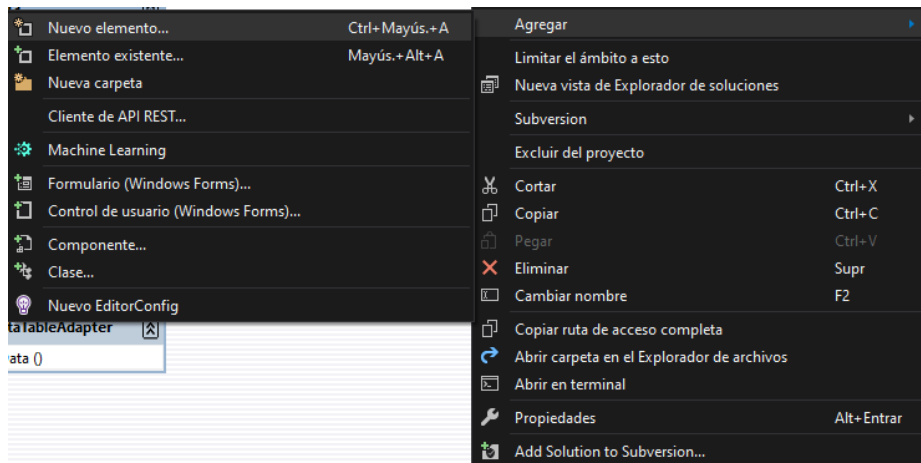 Nuevo elemento... Ctrl+Mayús.+A
Elemento existente... Mayús.+Alt+A
Nueva carpeta
Cliente de API REST...
Machine Learning
Formulario (Windows Forms)...
Control de usuario (Windows Forms)...
Componente...
Clase...
Nuevo EditorConfig
taTableAdapter
ata ()
Agregar
Limitar el ámbito a esto
Nueva vista de Explorador de soluciones
Subversion
Excluir del proyecto
Cortar Ctrl+X
Copiar Ctrl+C
Pegar Ctrl+V
Eliminar Supr
Cambiar nombre F2
Copiar ruta de acceso completa
Abrir carpeta en el Explorador de archivos
Abrir en terminal
Propiedades Alt+Entrar
Add Solution to Subversion...